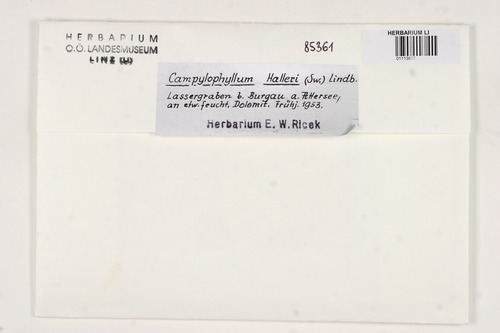 HERBARIUM
O.Ö. LANDESMUSEUM
LINZ (LI)
85361
HERBARIUM LI
Campylophyllum Halleri (Sw.) lindb.
Lassergraben b. Burgau a. Attersee,
an etw. feucht. Dolomit. Frühj. 1953.
Herbarium E. W. Ricek